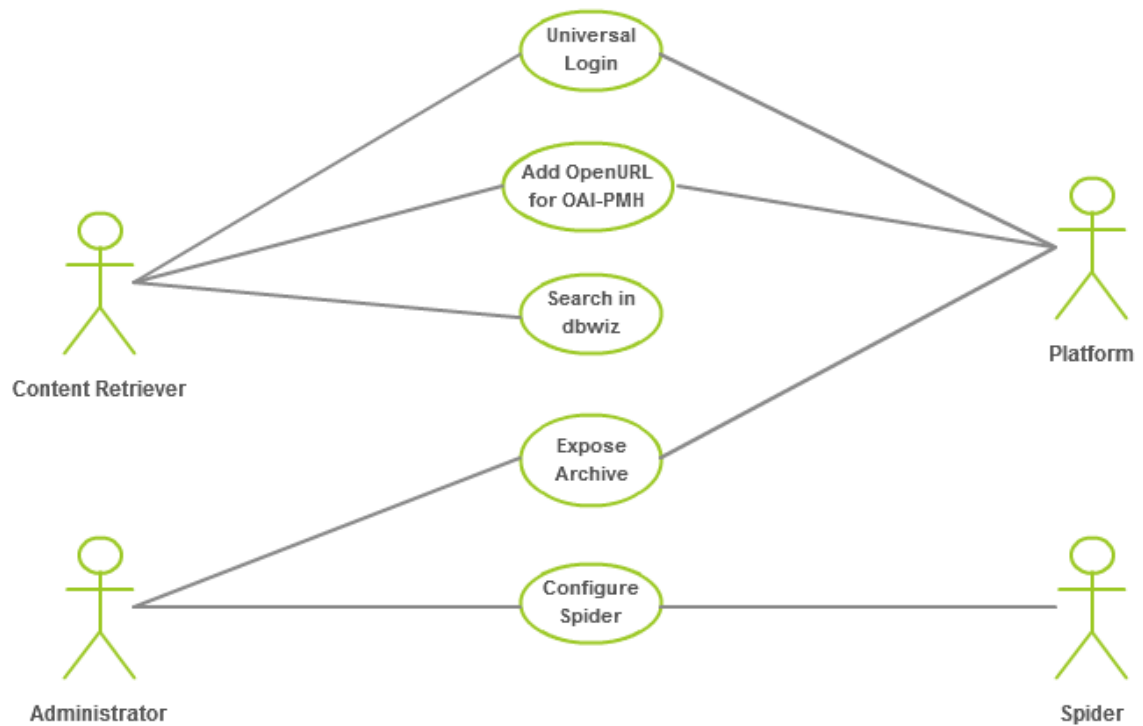 Universal
Login
Add OpenURL
for OAI-PMH
Search in
dbwiz
Platform
Content Retriever
Expose
Archive
Configure
Spider
Administrator
Spider